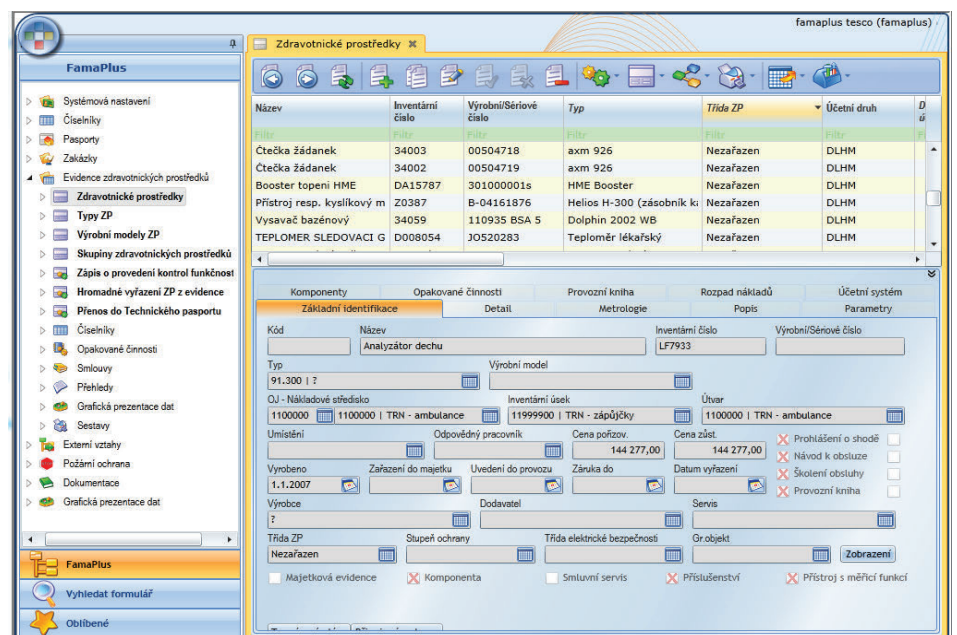 famaplus tesco (famaplus)
Zdravotnické prostředky
FamaPlus
Systémová nastavení
Číselníky
Pasporty
Zakázky
Evidence zdravotnických prostředků
Zdravotnické prostředky
Typy ZP
Výrobní modely ZP
Skupiny zdravotnických prostředků
Zápis o provedení kontrol funkčnost
Hromadné vyřazení ZP z evidence
Přenos do Technického pasportu
Číselníky
Opakované činnosti
Smlouvy
Přehledy
Grafická prezentace dat
Sestavy
Externí vztahy
Požární ochrana
Dokumentace
Grafická prezentace dat
FamaPlus
Vyhledat formulář
Oblíbené
Název Inventární číslo Výrobní/Sériové číslo Typ Třída ZP Účetní druh D ú
Filtr Filtr Filtr Filtr Filtr Filtr
Čtečka žádanek 34003 00504718 axm 926 Nezařazen DLHM
Čtečka žádanek 34002 00504719 axm 926 Nezařazen DLHM
Booster topeni HME DA15787 301000001s HME Booster Nezařazen DLHM
Přístroj resp. kyslíkový m Z0387 B-04161876 Helios H-300 (zásobník ka Nezařazen DLHM
Vysavač bazénový 34059 110935 BSA 5 Dolphin 2002 WB Nezařazen DLHM
TEPLOMER SLEDOVACI G D008054 JO520283 Teploměr lékařský Nezařazen DLHM
Komponenty Opakované činnosti Provozní kniha Rozpad nákladů Účetní systém
Základní identifikace Detail Metrologie Popis Parametry
Kód Název Inventární číslo Výrobní/Sériové číslo
Analyzátor dechu LF7933
Typ Výrobní model
91.300 | ?
OJ - Nákladové středisko Inventární úsek Útvar
1100000 1100000 | TRN - ambulance 11999900 | TRN - zápůjčky 1100000 | TRN - ambulance
Umístění Odpovědný pracovník Cena pořizov. Cena zůst.
144 277,00 144 277,00
Prohlášení o shodě
Návod k obsluze
Školení obsluhy
Provozní kniha
Vyrobeno Zařazení do majetku Uvedení do provozu Záruka do Datum vyřazení
1.1.2007
Výrobce Dodavatel Servis
?
Třída ZP Stupeň ochrany Třída elektrické bezpečnosti Gr.objekt
Nezařazen Zobrazení
Majetková evidence Komponenta Smluvní servis Příslušenství Přístroj s měřicí funkcí